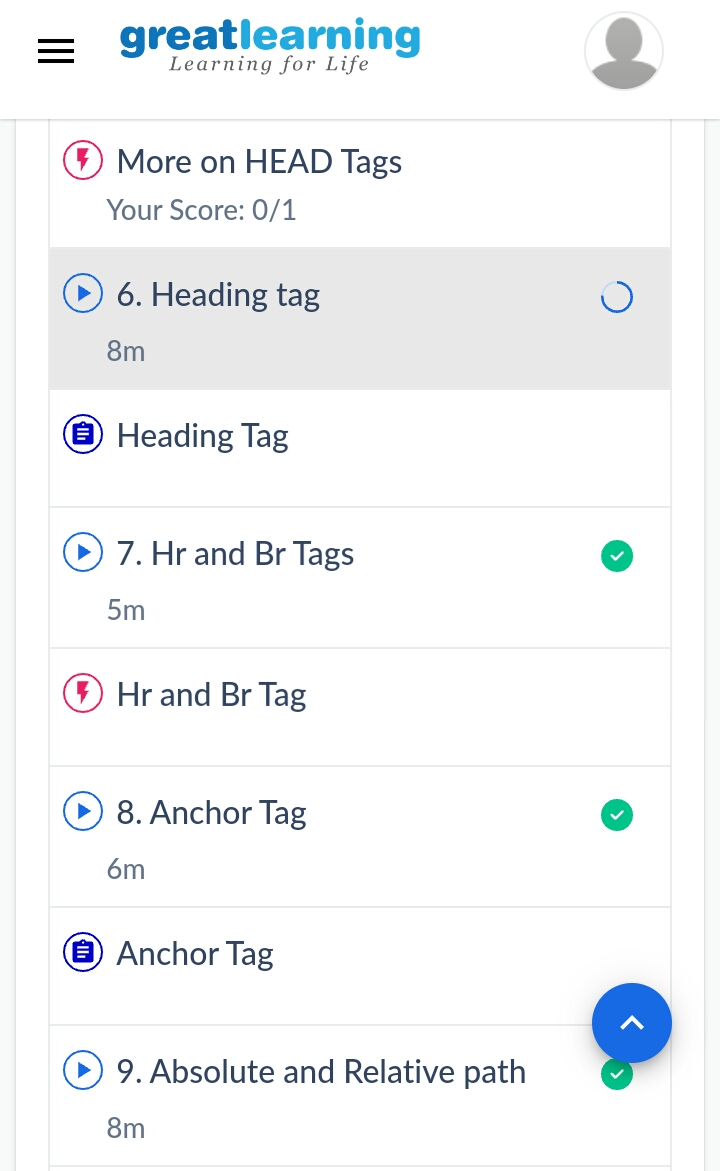 greatlearning
Learning for Life
More on HEAD Tags
Your Score: 0/1
6. Heading tag
8m
Heading Tag
7. Hr and Br Tags
5m
Hr and Br Tag
8. Anchor Tag
6m
Anchor Tag
9. Absolute and Relative path
8m